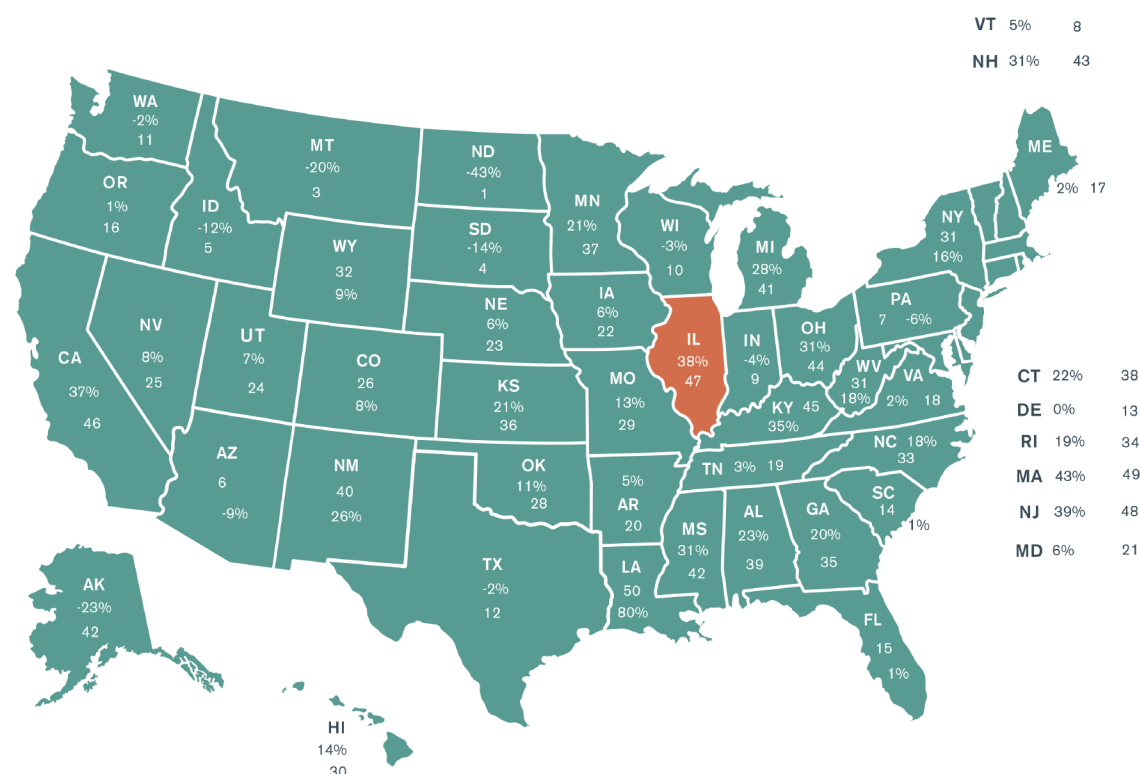 VT 5% 8
NH 31% 43
WA
-2%
11
MT
-20%
3
ND
-43%
1
ME
2% 17
OR
1%
16
ID
-12%
5
MN
21%
37
WI
-3%
10
MI
28%
41
NY
31
16%
WY
32
9%
SD
-14%
4
IA
6%
22
NE
6%
23
PA
7 -6%
NV
8%
25
UT
7%
24
CO
26
8%
CA
37%
46
KS
21%
36
MO
13%
29
IL
38%
47
IN
-4%
9
OH
31%
44
WV
31
18%
VA
2% 18
KY 45
35%
CT 22% 38
DE 0% 13
RI 19% 34
MA 43% 49
NJ 39% 48
MD 6% 21
AZ
6
-9%
NM
40
26%
OK
11%
28
5%
AR
20
TN 3% 19
NC 18%
33
SC
14
1%
MS
31%
42
AL
23%
39
GA
20%
35
TX
-2%
12
LA
50
80%
FL
15
1%
AK
-23%
42
HI
14%
30